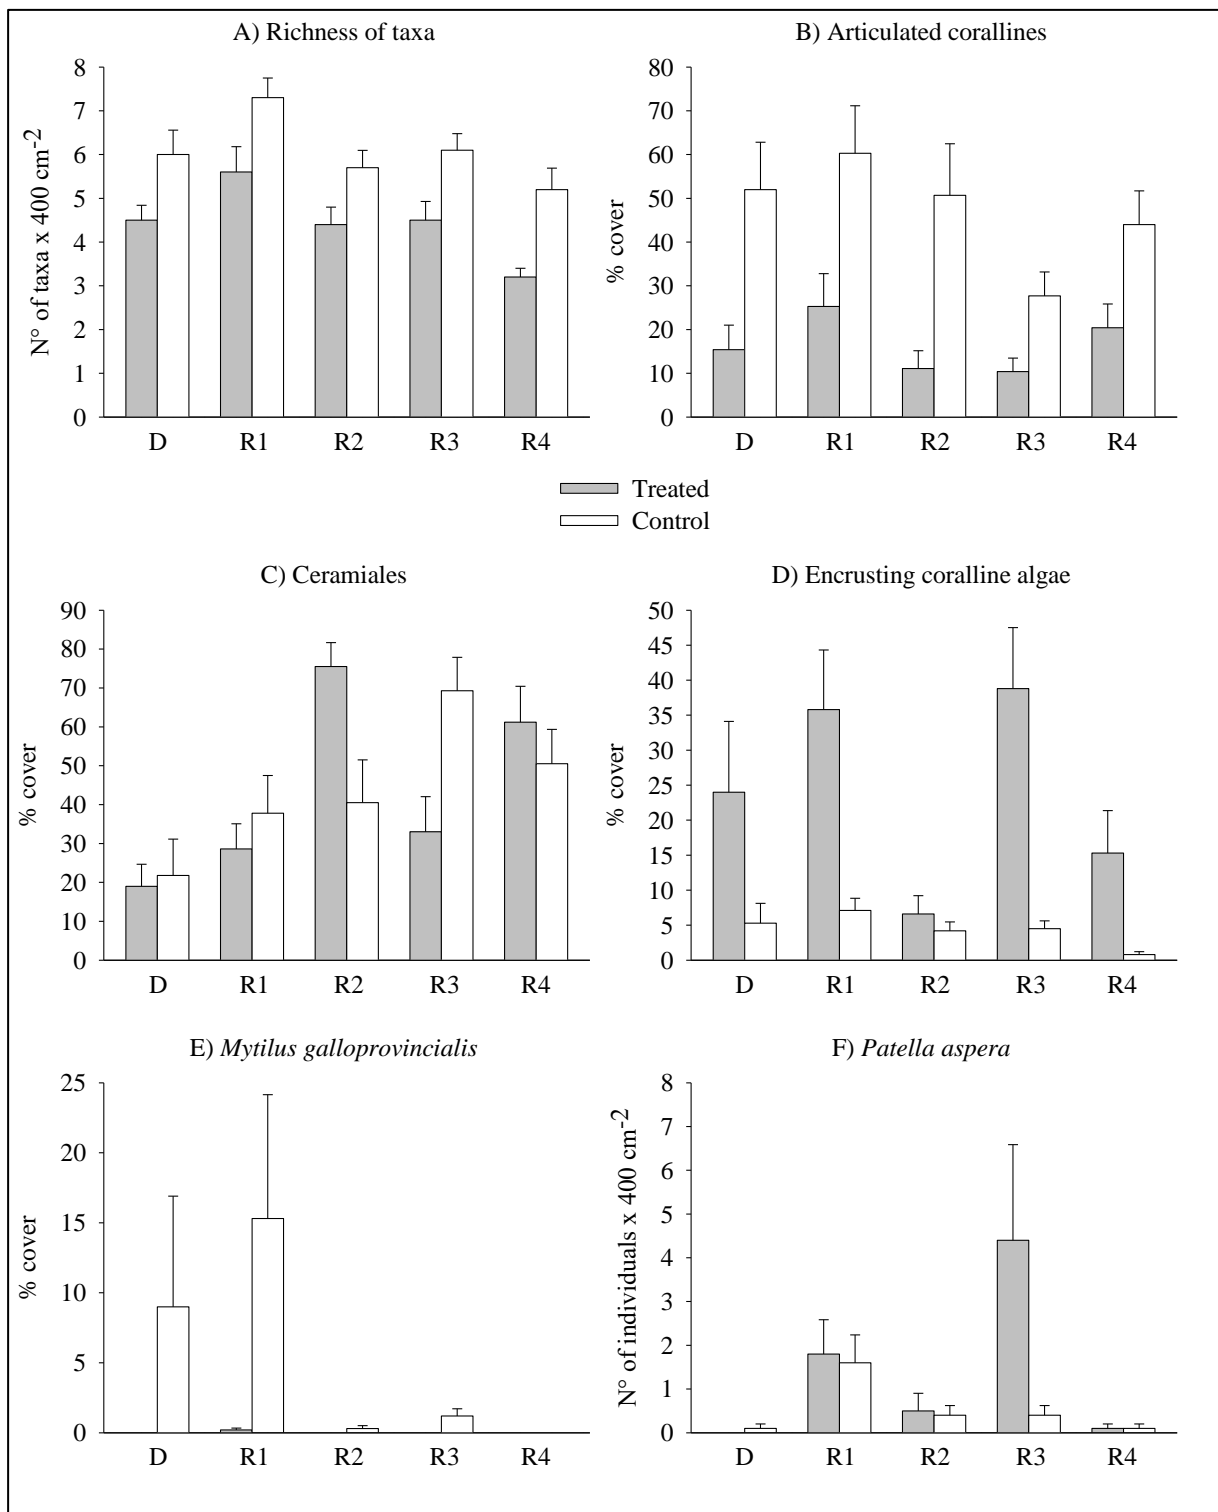 A) Richness of taxa
N° of taxa x 400 cm-2
8
7
6
5
4
3
2
1
0
D R1 R2 R3 R4
B) Articulated corallines
% cover
80
70
60
50
40
30
20
10
0
D R1 R2 R3 R4
Treated
Control
C) Ceramiales
% cover
90
80
70
60
50
40
30
20
10
0
D R1 R2 R3 R4
D) Encrusting coralline algae
% cover
50
45
40
35
30
25
20
15
10
5
0
D R1 R2 R3 R4
E) Mytilus galloprovincialis
% cover
25
20
15
10
5
0
D R1 R2 R3 R4
F) Patella aspera
N° of individuals x 400 cm-2
8
7
6
5
4
3
2
1
0
D R1 R2 R3 R4